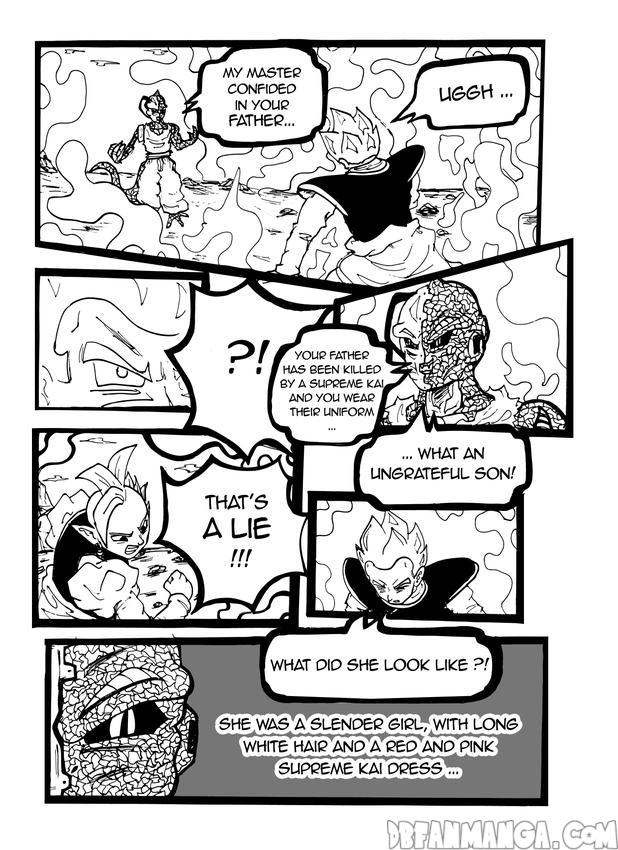 MY MASTER
CONFIDED
IN YOUR
FATHER...
UGGH ...
?!
YOUR FATHER
HAS BEEN KILLED
BY A SUPREME KAI
AND YOU WEAR
THEIR UNIFORM
...
... WHAT AN
UNGRATEFUL SON!
THAT'S
A LIE
!!!
WHAT DID SHE LOOK LIKE ?!
SHE WAS A SLENDER GIRL, WITH LONG
WHITE HAIR AND A RED AND PINK
SUPREME KAI DRESS ...
DBFANMANGA.COM